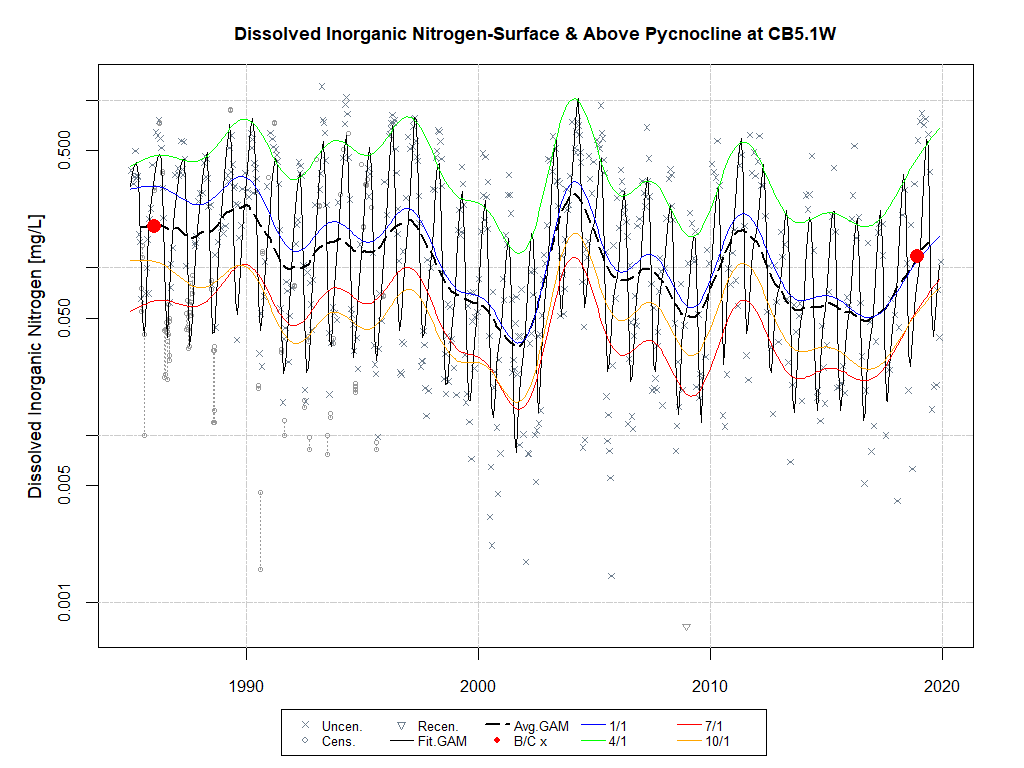 Dissolved Inorganic Nitrogen-Surface & Above Pycnocline at CB5.1W
Dissolved Inorganic Nitrogen [mg/L]
0.500
0.050
0.005
0.001
1990 2000 2010 2020
Uncen. Recen. Avg.GAM 1/1 7/1
Cens. Fit.GAM B/C x 4/1 10/1